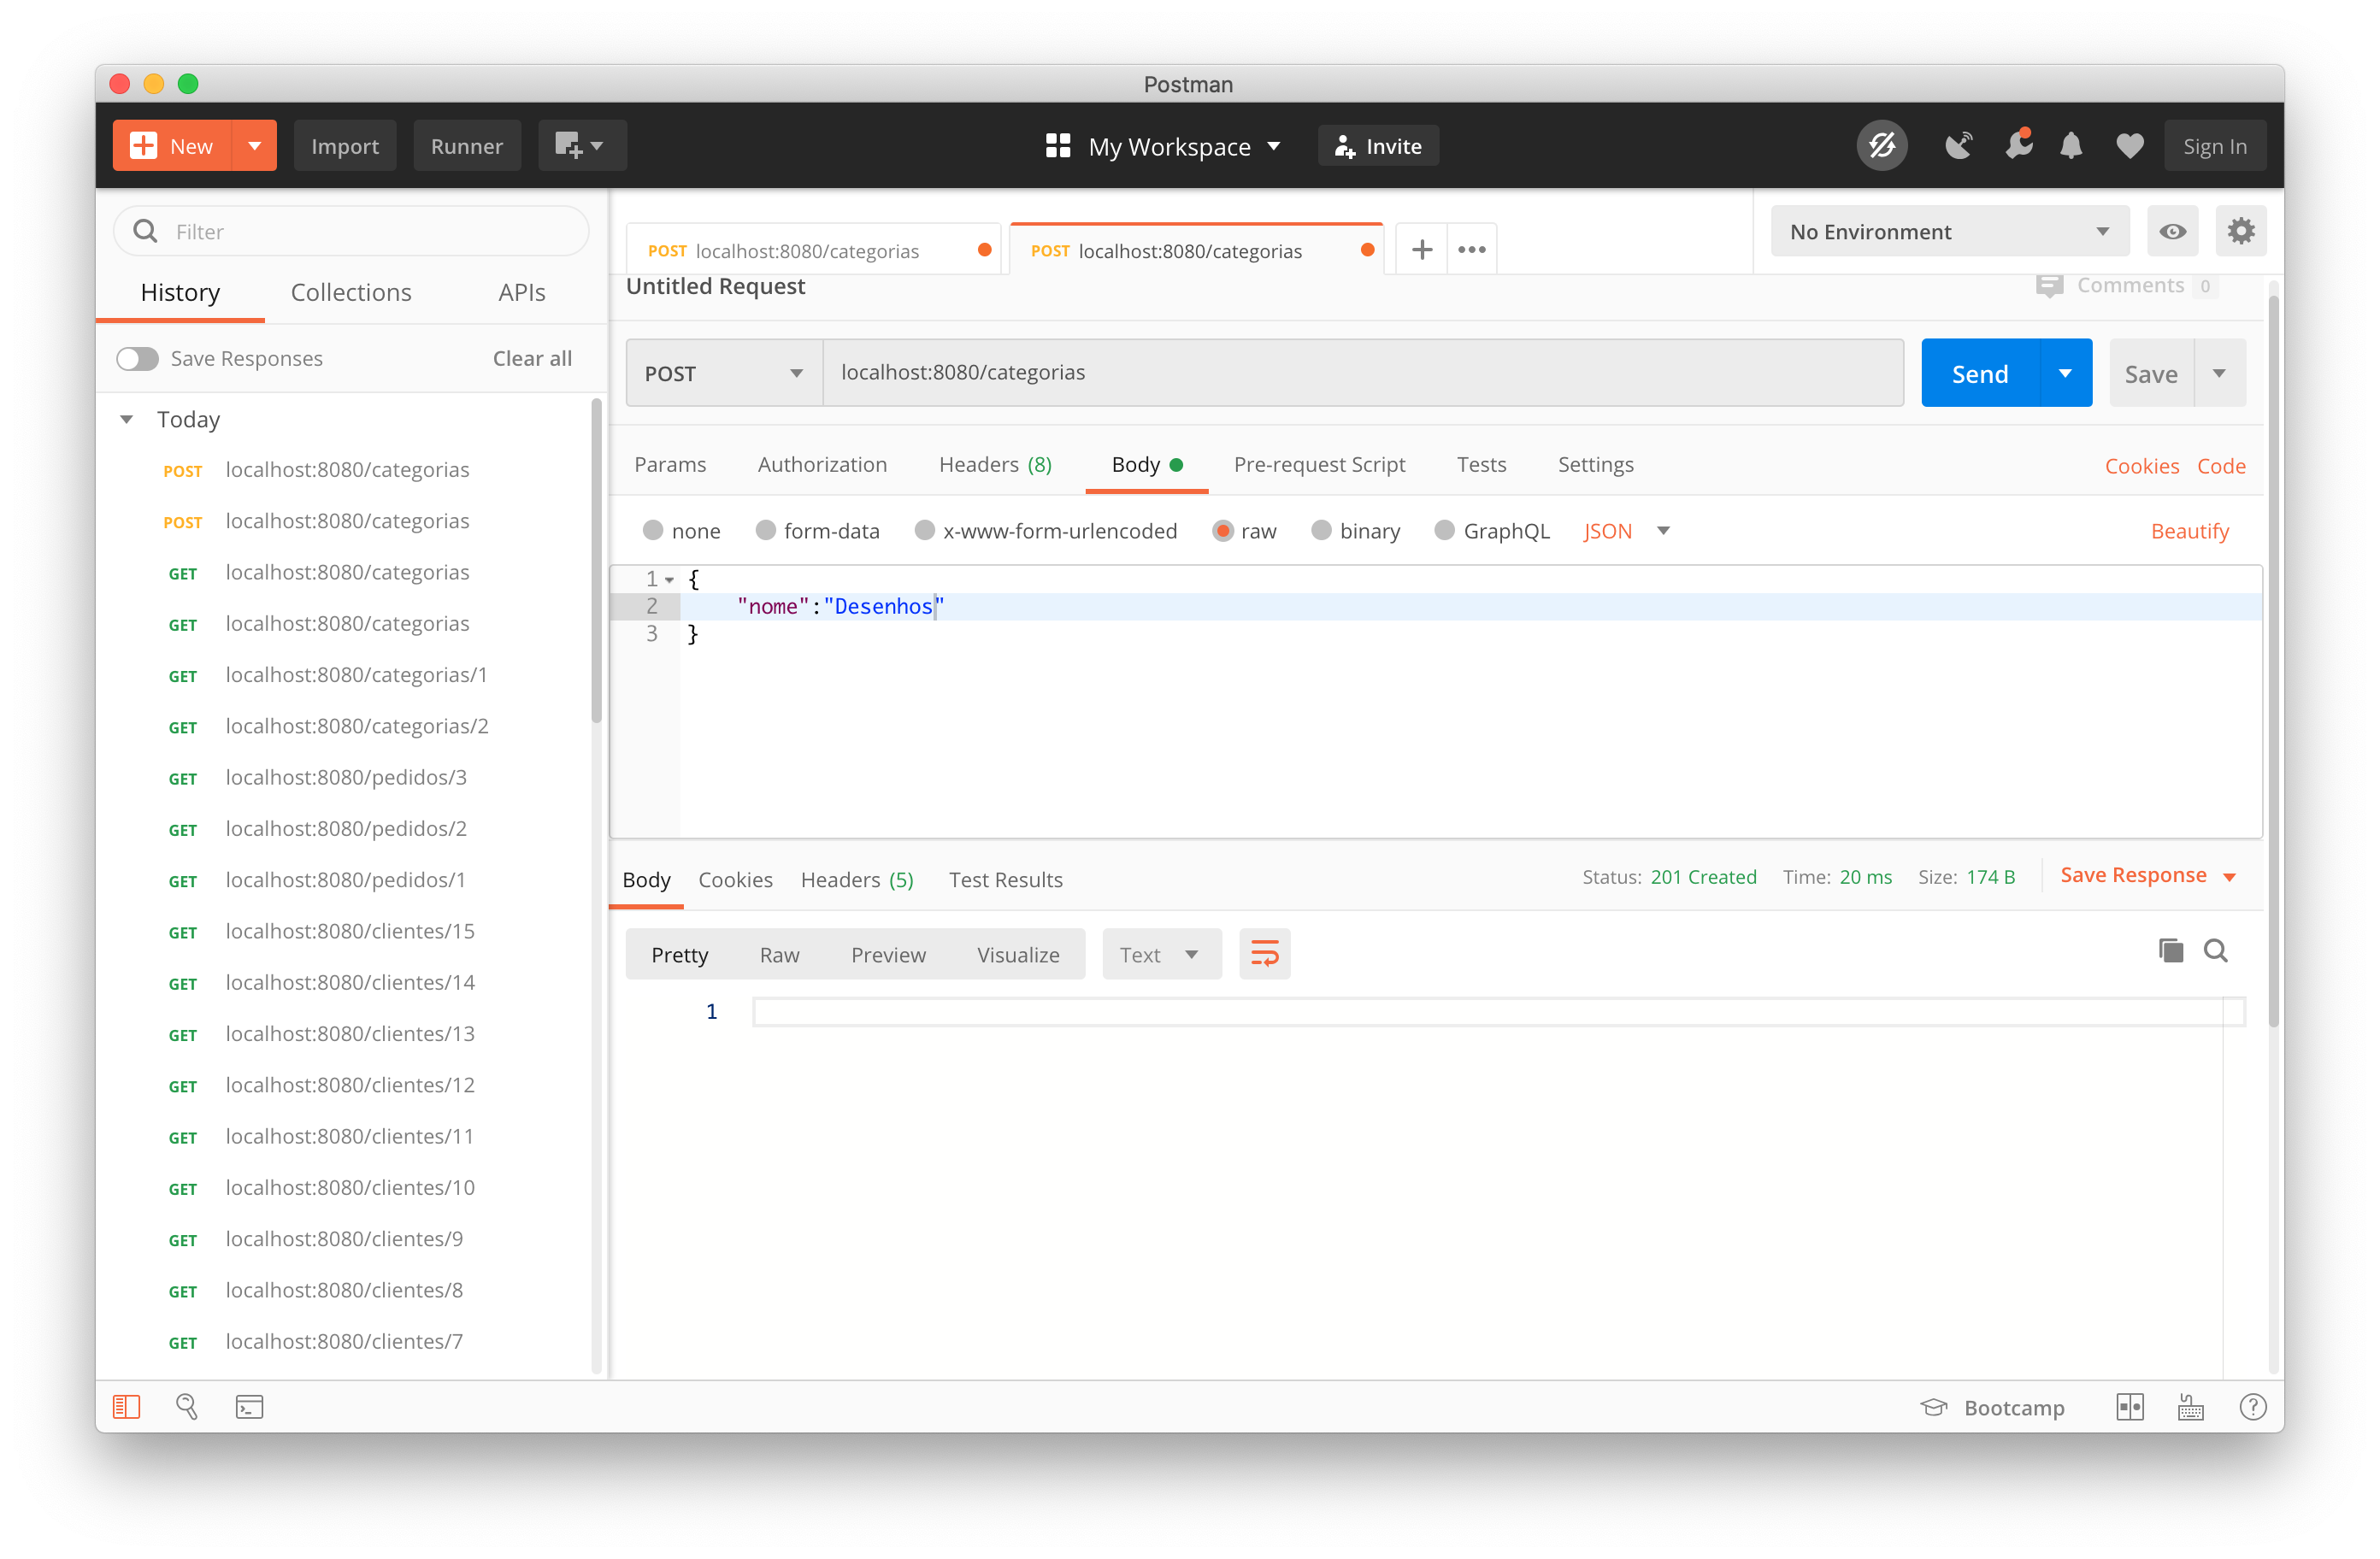 Postman
New Import Runner My Workspace Invite Sign In
Filter
History Collections APIs
Save Responses Clear all
Today
POST localhost:8080/categorias
POST localhost:8080/categorias
GET localhost:8080/categorias
GET localhost:8080/categorias
GET localhost:8080/categorias/1
GET localhost:8080/categorias/2
GET localhost:8080/pedidos/3
GET localhost:8080/pedidos/2
GET localhost:8080/pedidos/1
GET localhost:8080/clientes/15
GET localhost:8080/clientes/14
GET localhost:8080/clientes/13
GET localhost:8080/clientes/12
GET localhost:8080/clientes/11
GET localhost:8080/clientes/10
GET localhost:8080/clientes/9
GET localhost:8080/clientes/8
GET localhost:8080/clientes/7
POST localhost:8080/categorias POST localhost:8080/categorias No Environment
Untitled Request Comments 0
POST localhost:8080/categorias Send Save
Params Authorization Headers (8) Body Pre-request Script Tests Settings Cookies Code
none form-data x-www-form-urlencoded raw binary GraphQL JSON Beautify
1 {
2 "nome":"Desenhos"
3 }
Body Cookies Headers (5) Test Results Status: 201 Created Time: 20 ms Size: 174 B Save Response
Pretty Raw Preview Visualize Text
1
Bootcamp